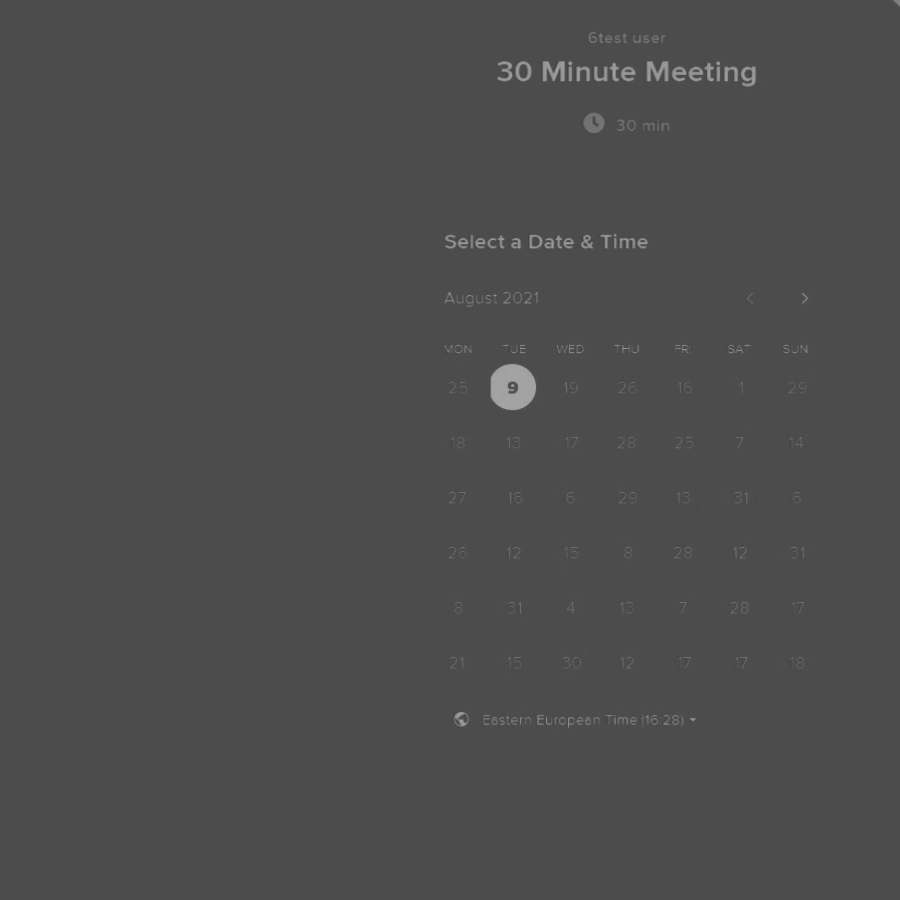 6test user
30 Minute Meeting
30 min
Select a Date & Time
August 2021
MON TUE WED THU FRI SAT SUN
25 9 19 26 16 1 29
18 13 17 28 25 7 14
27 16 6 29 13 31 6
26 12 15 8 28 12 31
8 31 4 13 7 28 17
21 15 30 12 17 17 18
Eastern European Time (16:28)